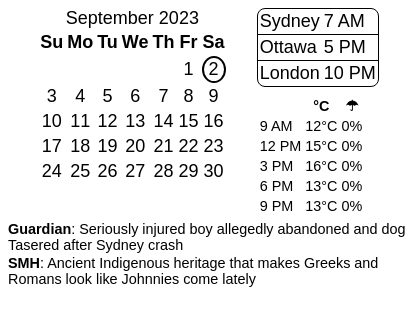 September 2023
Su Mo Tu We Th Fr Sa
1 2
3 4 5 6 7 8 9
10 11 12 13 14 15 16
17 18 19 20 21 22 23
24 25 26 27 28 29 30
Sydney 7 AM
Ottawa 5 PM
London 10 PM
°C ☂
9 AM 12°C 0%
12 PM 15°C 0%
3 PM 16°C 0%
6 PM 13°C 0%
9 PM 13°C 0%
Guardian: Seriously injured boy allegedly abandoned and dog
Tasered after Sydney crash
SMH: Ancient Indigenous heritage that makes Greeks and
Romans look like Johnnies come lately